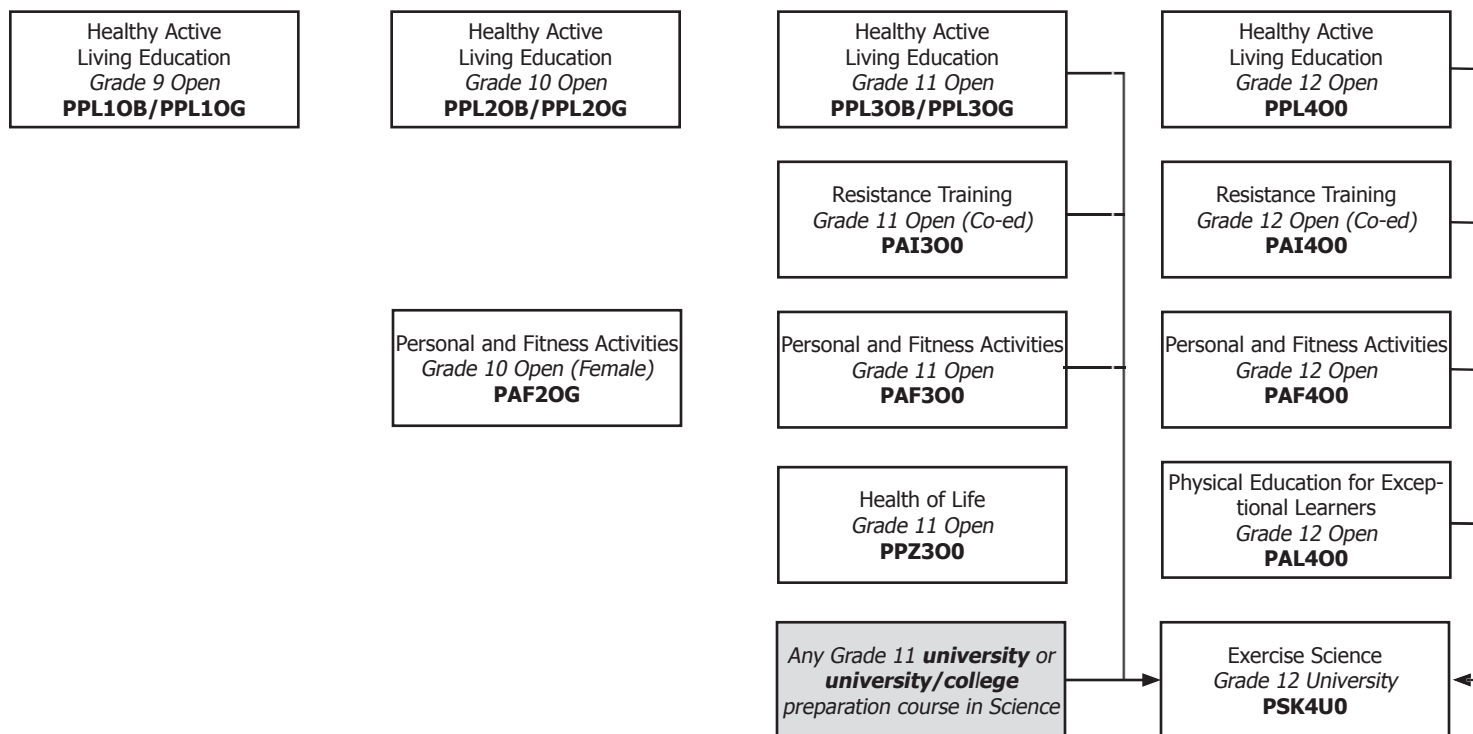 Healthy Active
Living Education
Grade 9 Open
PPL1OB/PPL1OG
Healthy Active
Living Education
Grade 10 Open
PPL2OB/PPL2OG
Healthy Active
Living Education
Grade 11 Open
PPL3OB/PPL3OG
Healthy Active
Living Education
Grade 12 Open
PPL4O0
Resistance Training
Grade 11 Open (Co-ed)
PAI3O0
Resistance Training
Grade 12 Open (Co-ed)
PAI4O0
Personal and Fitness Activities
Grade 10 Open (Female)
PAF2OG
Personal and Fitness Activities
Grade 11 Open
PAF3O0
Personal and Fitness Activities
Grade 12 Open
PAF4O0
Health of Life
Grade 11 Open
PPZ3O0
Physical Education for Excep-
tional Learners
Grade 12 Open
PAL4O0
Any Grade 11 university or
university/college
preparation course in Science
Exercise Science
Grade 12 University
PSK4U0